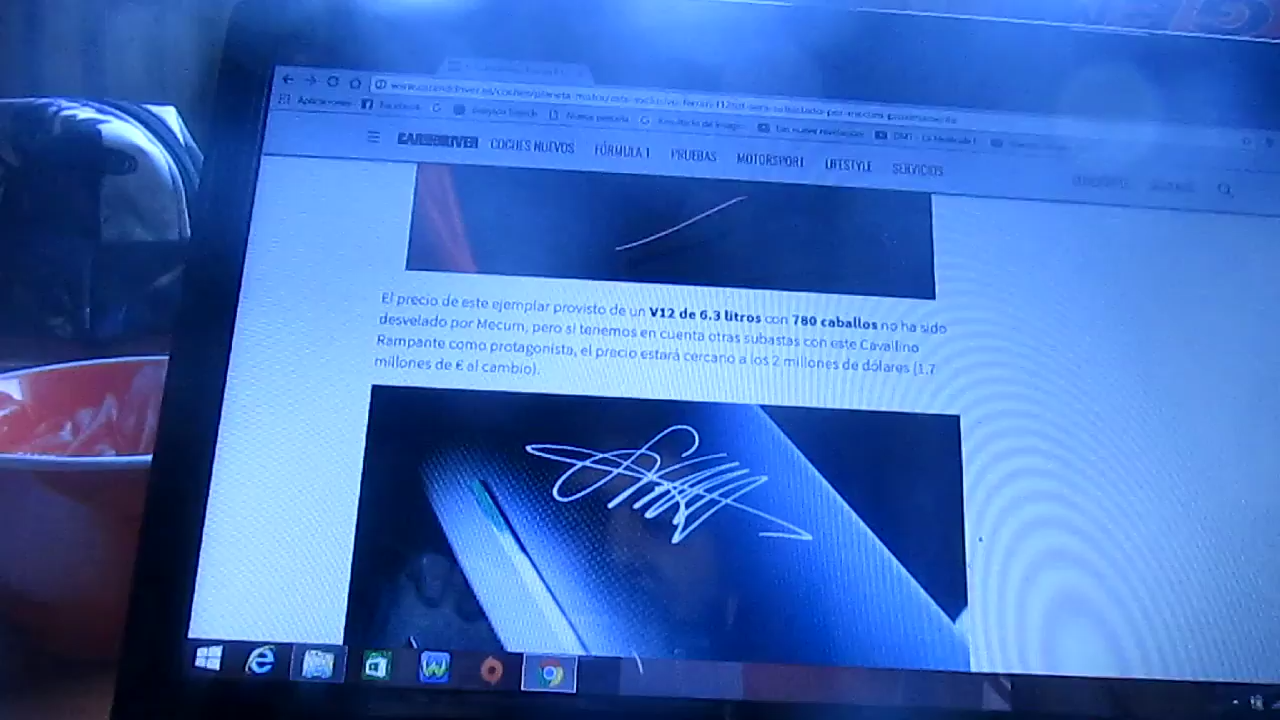 Aplicaciones Facebook
CARANDDRIVER COCHES NUEVOS FÓRMULA 1 PRUEBAS MOTORSPORT LIFESTYLE SERVICIOS
El precio de este ejemplar provisto de un V12 de 6.3 litros con 780 caballos no ha sido
desvelado por Mecum, pero si tenemos en cuenta otras subastas con este Cavallino
Rampante como protagonista, el precio estará cercano a los 2 millones de dólares (1.7
millones de € al cambio).